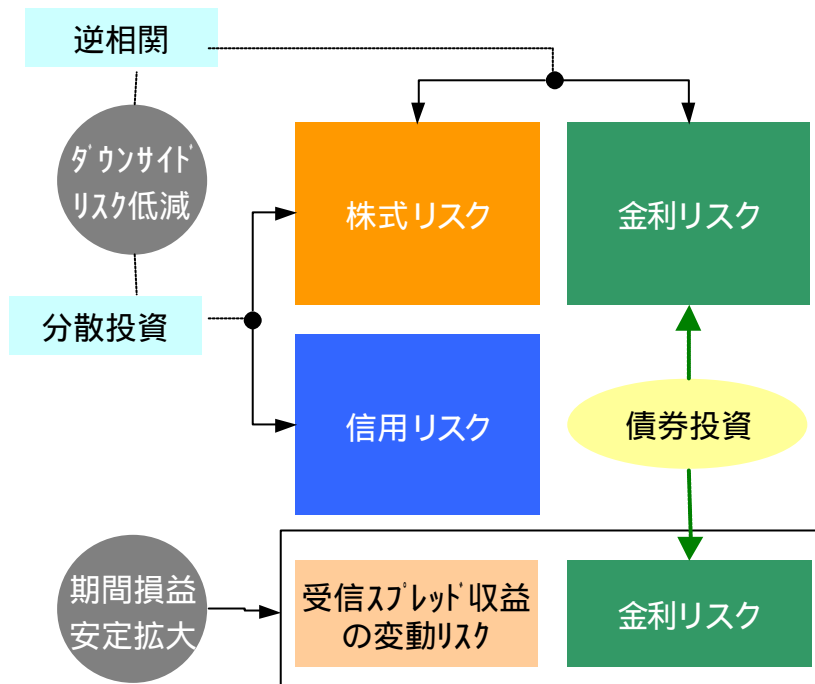 逆相関
ﾀﾞｳﾝｻｲﾄﾞ
ﾘｽｸ低減
株式リスク
金利リスク
分散投資
信用リスク
債券投資
期間損益
安定拡大
受信ｽﾌﾟﾚｯﾄﾞ収益
の変動ﾘｽｸ
金利リスク